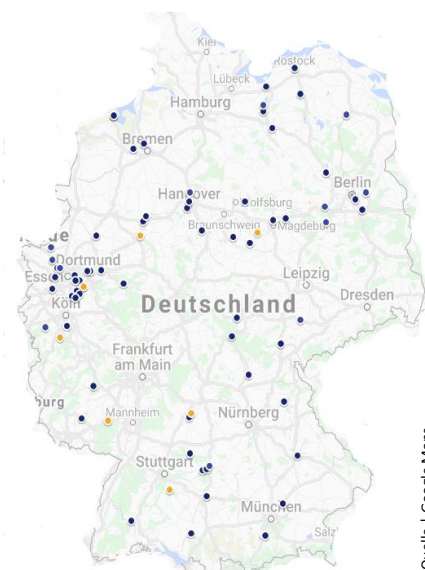 Kiel
Rostock
Lübeck
Hamburg
Bremen
Berlin
Hannover
Wolfsburg
Braunschweig
Magdeburg
Dortmund
Essen
Leipzig
Köln
Dresden
Deutschland
Frankfurt
am Main
burg
Mannheim
Nürnberg
Stuttgart
München
Salz
Quelle | Google Maps